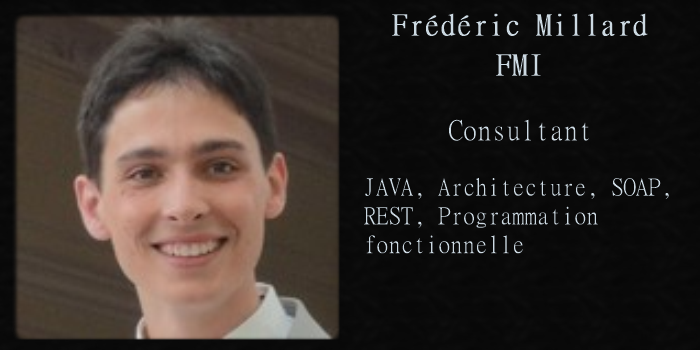 Frédéric Millard
FMI
Consultant
JAVA, Architecture, SOAP,
REST, Programmation
fonctionnelle